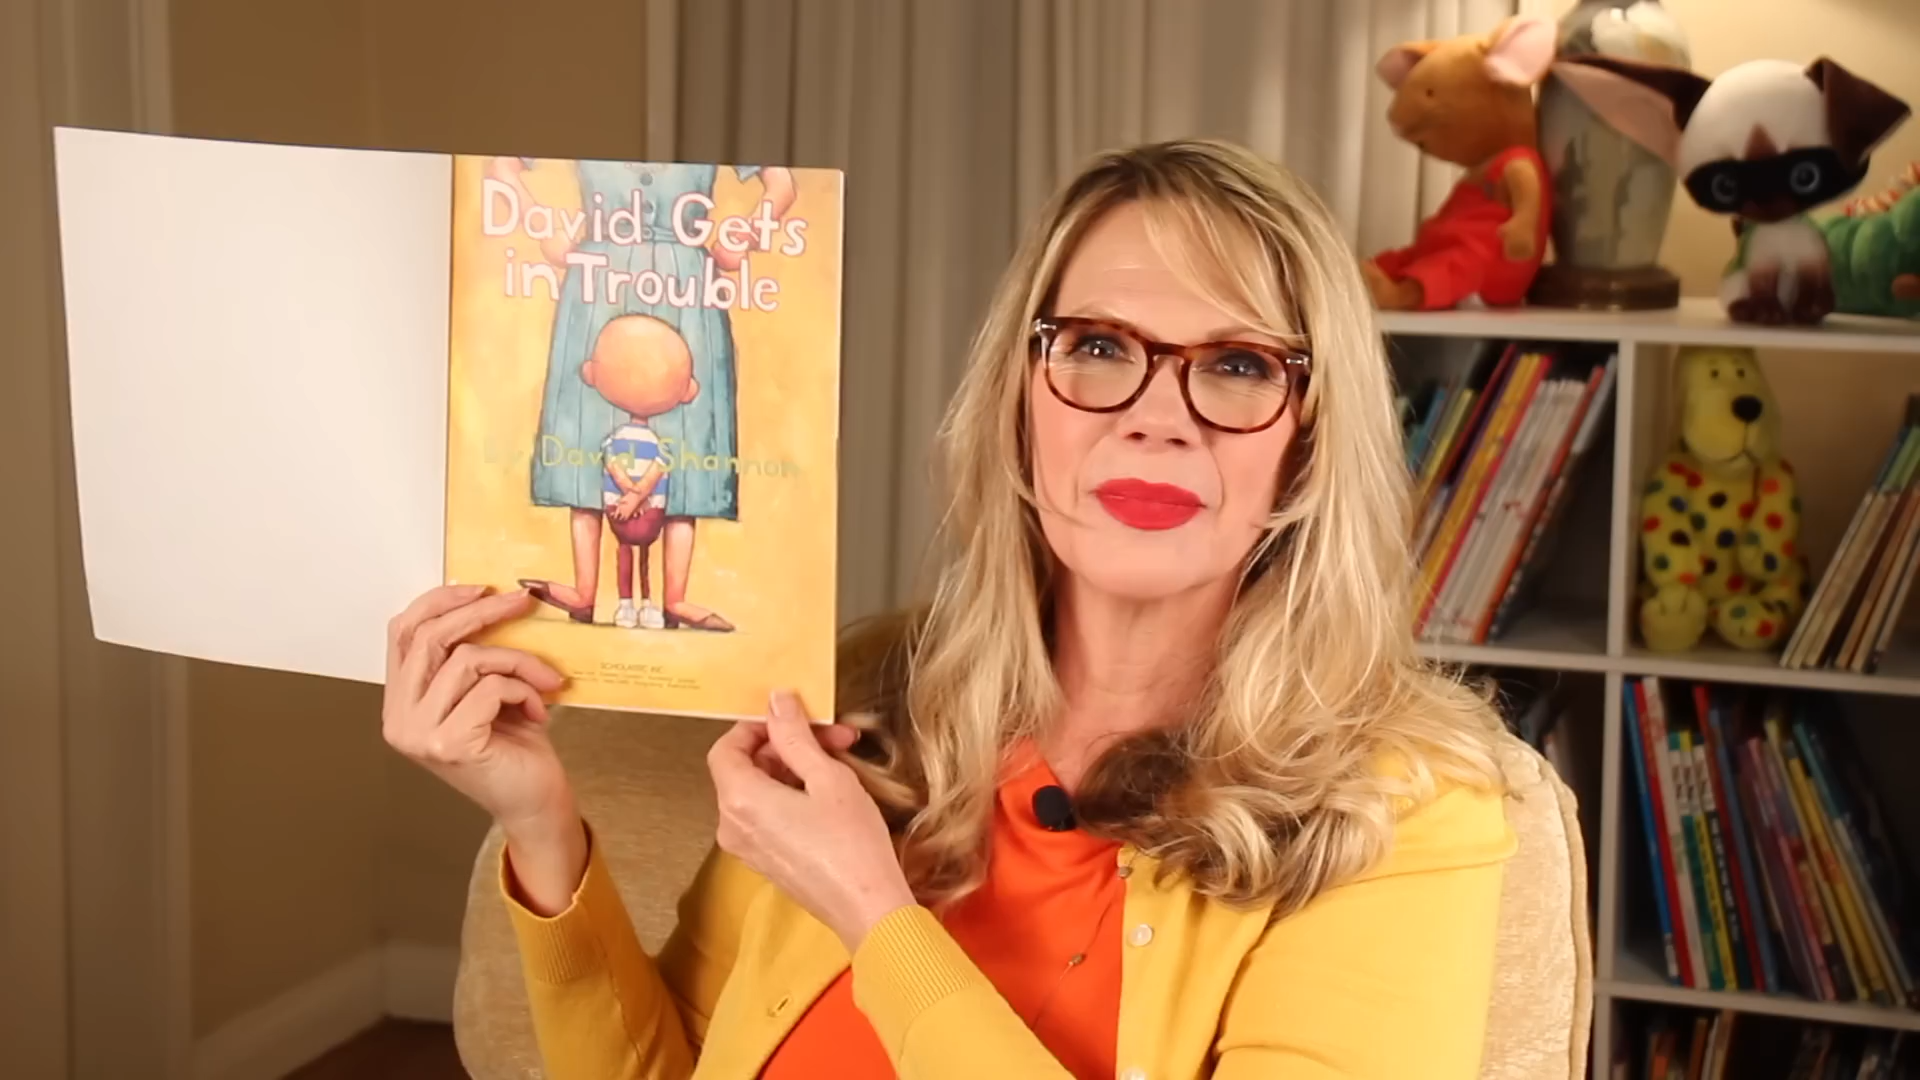 David Gets
in Trouble
By David Shannon
SCHOLASTIC INC.